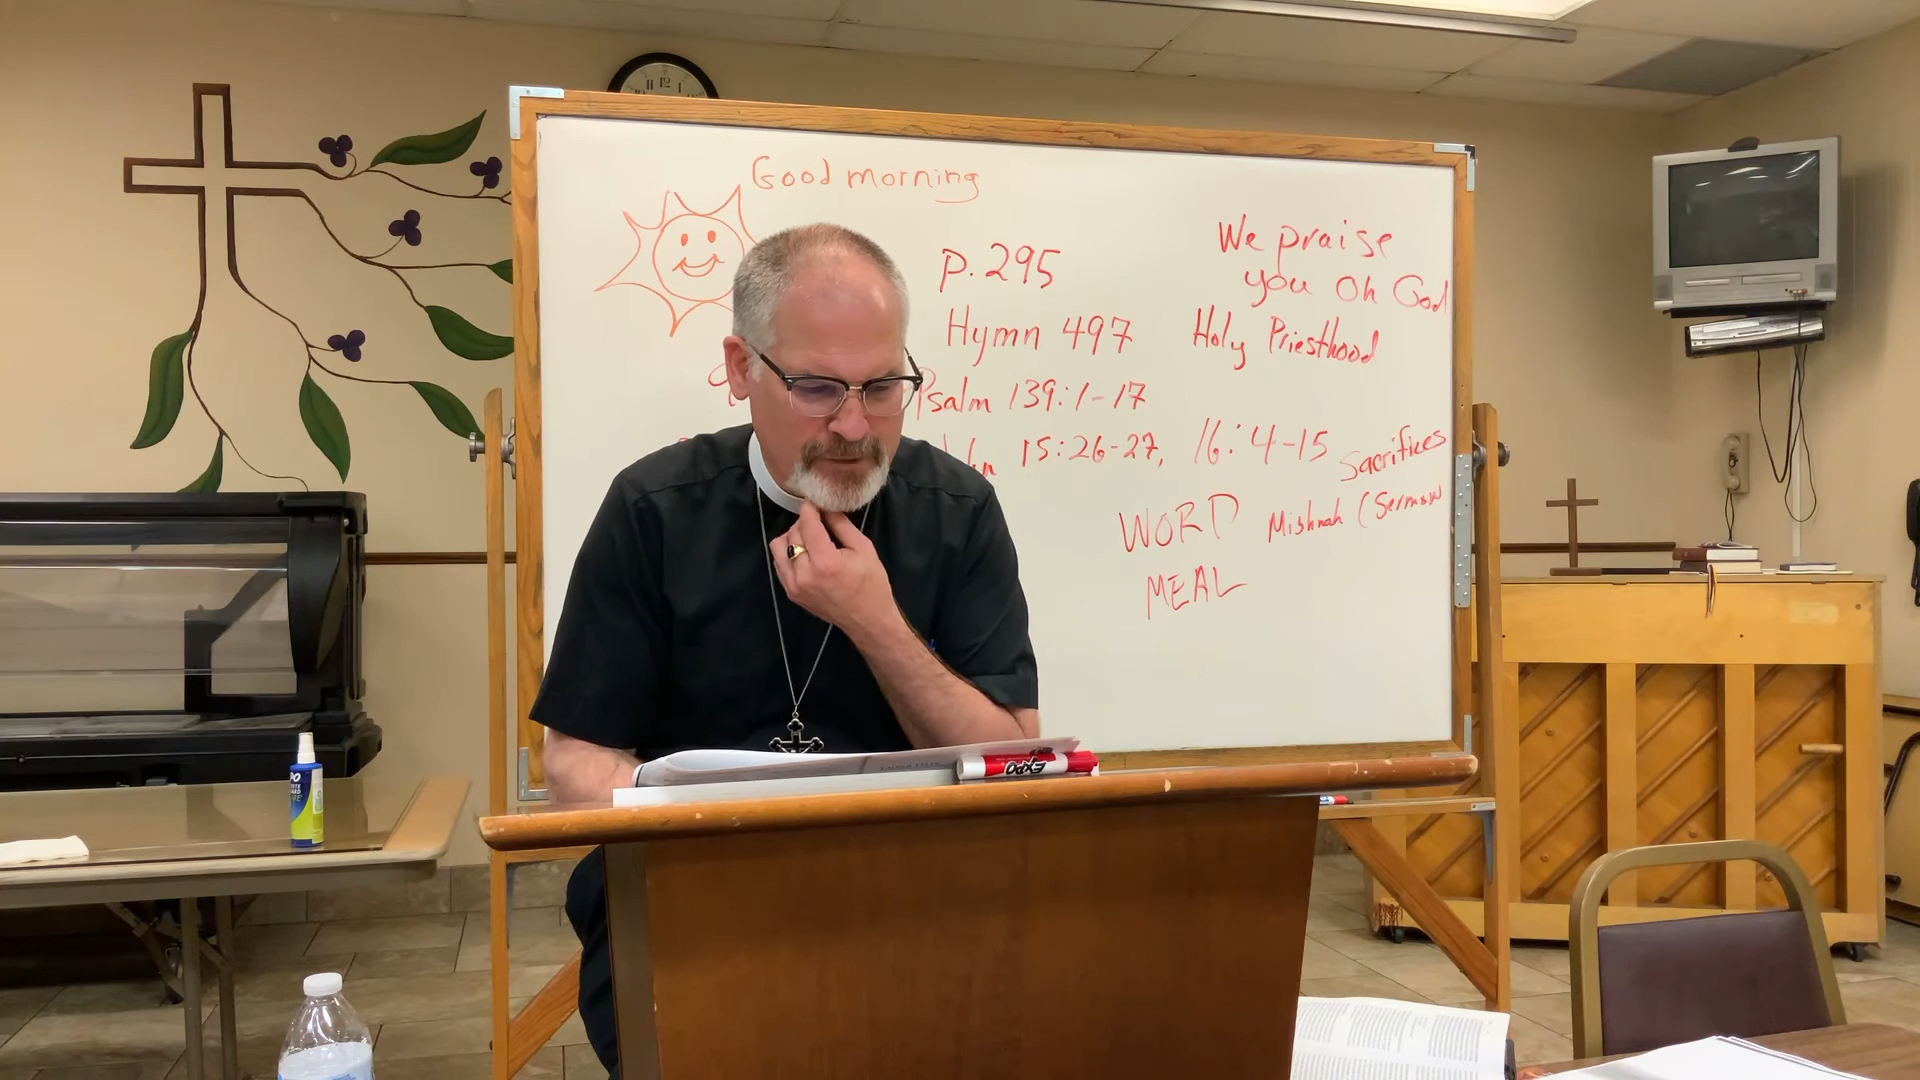 Good morning
p. 295
Hymn 497
Psalm 139:1-17
15:26-27, 16:4-15
We praise
you Oh God
Holy Priesthood
Sacrifices
WORD Mishnah (Sermon
MEAL
EXPO
12